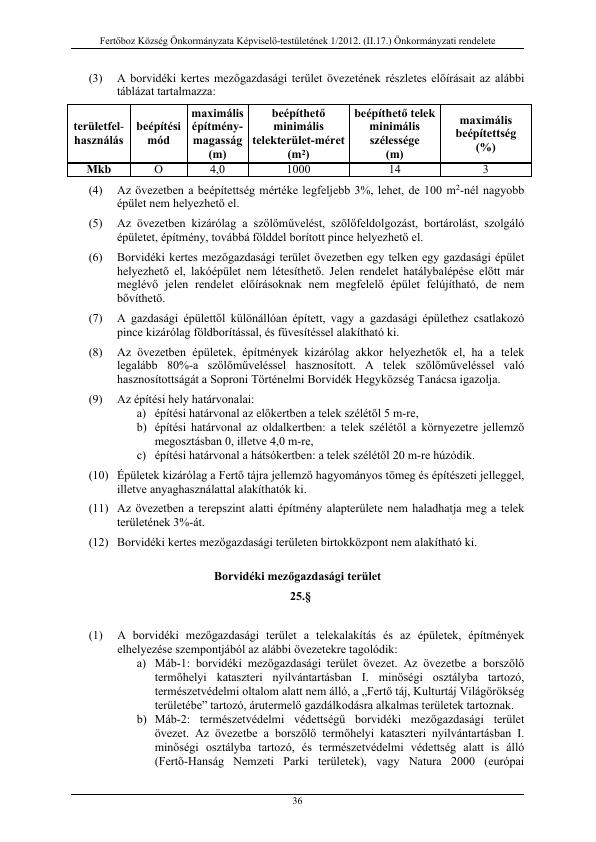 Fertőboz Község Önkormányzata Képviselő-testületének 1/2012. (II.17.) Önkormányzati rendelete
(3) A borvidéki kertes mezőgazdasági terület övezetének részletes előírásait az alábbi
táblázat tartalmazza:
területfel-
használás
beépítési
mód
maximális
építmény-
magasság
(m)
beépíthető
minimális
telekterület-méret
(m²)
beépíthető telek
minimális
szélessége
(m)
maximális
beépítettség
(%)
Mkb O 4,0 1000 14 3
(4) Az övezetben a beépítettség mértéke legfeljebb 3%, lehet, de 100 m²-nél nagyobb
épület nem helyezhető el.
(5) Az övezetben kizárólag a szőlőművelést, szőlőfeldolgozást, bortárolást, szolgáló
épületet, építmény, továbbá földdel borított pince helyezhető el.
(6) Borvidéki kertes mezőgazdasági terület övezetben egy telken egy gazdasági épület
helyezhető el, lakóépület nem létesíthető. Jelen rendelet hatálybalépése előtt már
meglévő jelen rendelet előírásoknak nem megfelelő épület felújítható, de nem
bővíthető.
(7) A gazdasági épülettől különállóan épített, vagy a gazdasági épülethez csatlakozó
pince kizárólag földborítással, és füvesítéssel alakítható ki.
(8) Az övezetben épületek, építmények kizárólag akkor helyezhetők el, ha a telek
legalább 80%-a szőlőműveléssel hasznosított. A telek szőlőműveléssel való
hasznosítottságát a Soproni Történelmi Borvidék Hegyközség Tanácsa igazolja.
(9) Az építési hely határvonalai:
a) építési határvonal az előkertben a telek szélétől 5 m-re,
b) építési határvonal az oldalkertben: a telek szélétől a környezetre jellemző
megosztásban 0, illetve 4,0 m-re,
c) építési határvonal a hátsókertben: a telek szélétől 20 m-re húzódik.
(10) Épületek kizárólag a Fertő tájra jellemző hagyományos tömeg és építészeti jelleggel,
illetve anyaghasználattal alakíthatók ki.
(11) Az övezetben a terepszint alatti építmény alapterülete nem haladhatja meg a telek
területének 3%-át.
(12) Borvidéki kertes mezőgazdasági területen birtokközpont nem alakítható ki.
Borvidéki mezőgazdasági terület
25.§
(1) A borvidéki mezőgazdasági terület a telekalakítás és az épületek, építmények
elhelyezése szempontjából az alábbi övezetekre tagolódik:
a) Máb-1: borvidéki mezőgazdasági terület övezet. Az övezetbe a borszőlő
termőhelyi kataszteri nyilvántartásban I. minőségi osztályba tartozó,
természetvédelmi oltalom alatt nem álló, a „Fertő táj, Kulturtáj Világörökség
területébe” tartozó, árutermelő gazdálkodásra alkalmas területek tartoznak.
b) Máb-2: természetvédelmi védettségű borvidéki mezőgazdasági terület
övezet. Az övezetbe a borszőlő termőhelyi kataszteri nyilvántartásban I.
minőségi osztályba tartozó, és természetvédelmi védettség alatt is álló
(Fertő-Hanság Nemzeti Parki területek), vagy Natura 2000 (európai
36